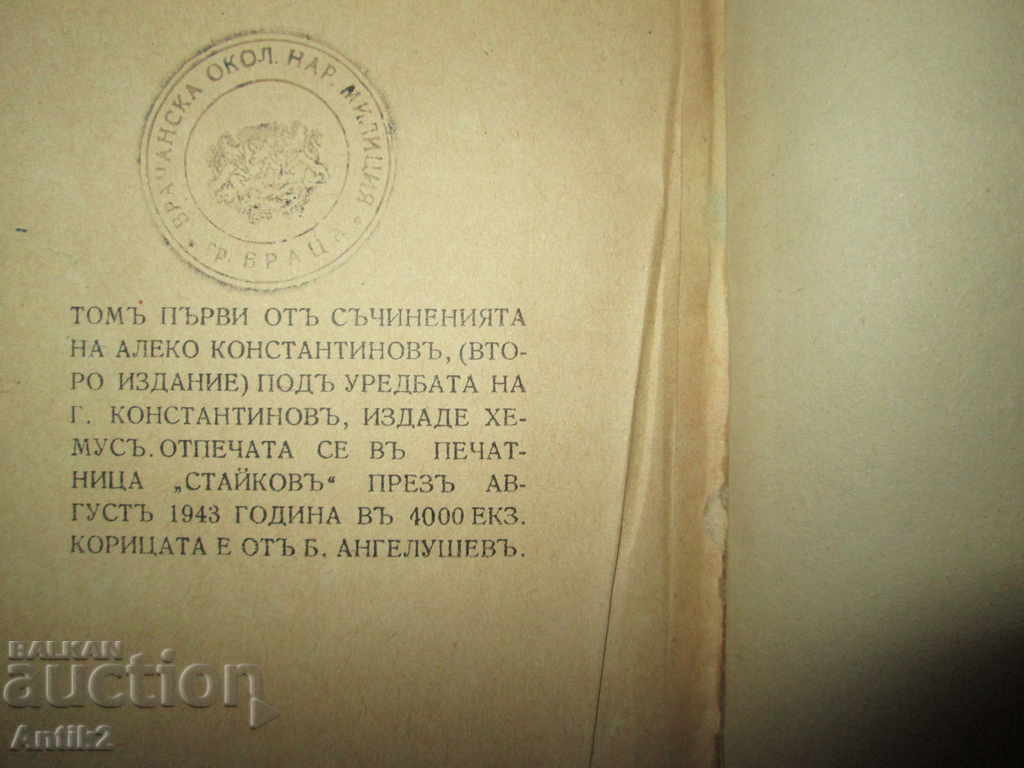 ВРАЧАНСКА ОКОЛ. НАР. МИЛИЦИЯ
гр. ВРАЦА
ТОМЪ ПЪРВИ ОТЪ СЪЧИНЕНИЯТА
НА АЛЕКО КОНСТАНТИНОВЪ, (ВТО-
РО ИЗДАНИЕ) ПОДЪ УРЕДБАТА НА
Г. КОНСТАНТИНОВЪ, ИЗДАДЕ ХЕ-
МУСЪ. ОТПЕЧАТА СЕ ВЪ ПЕЧАТ-
НИЦА „СТАЙКОВЪ“ ПРЕЗЪ АВ-
ГУСТЪ 1943 ГОДИНА ВЪ 4000 ЕКЗ.
КОРИЦАТА Е ОТЪ Б. АНГЕЛУШЕВЪ.
BALKAN
auction
Antik2